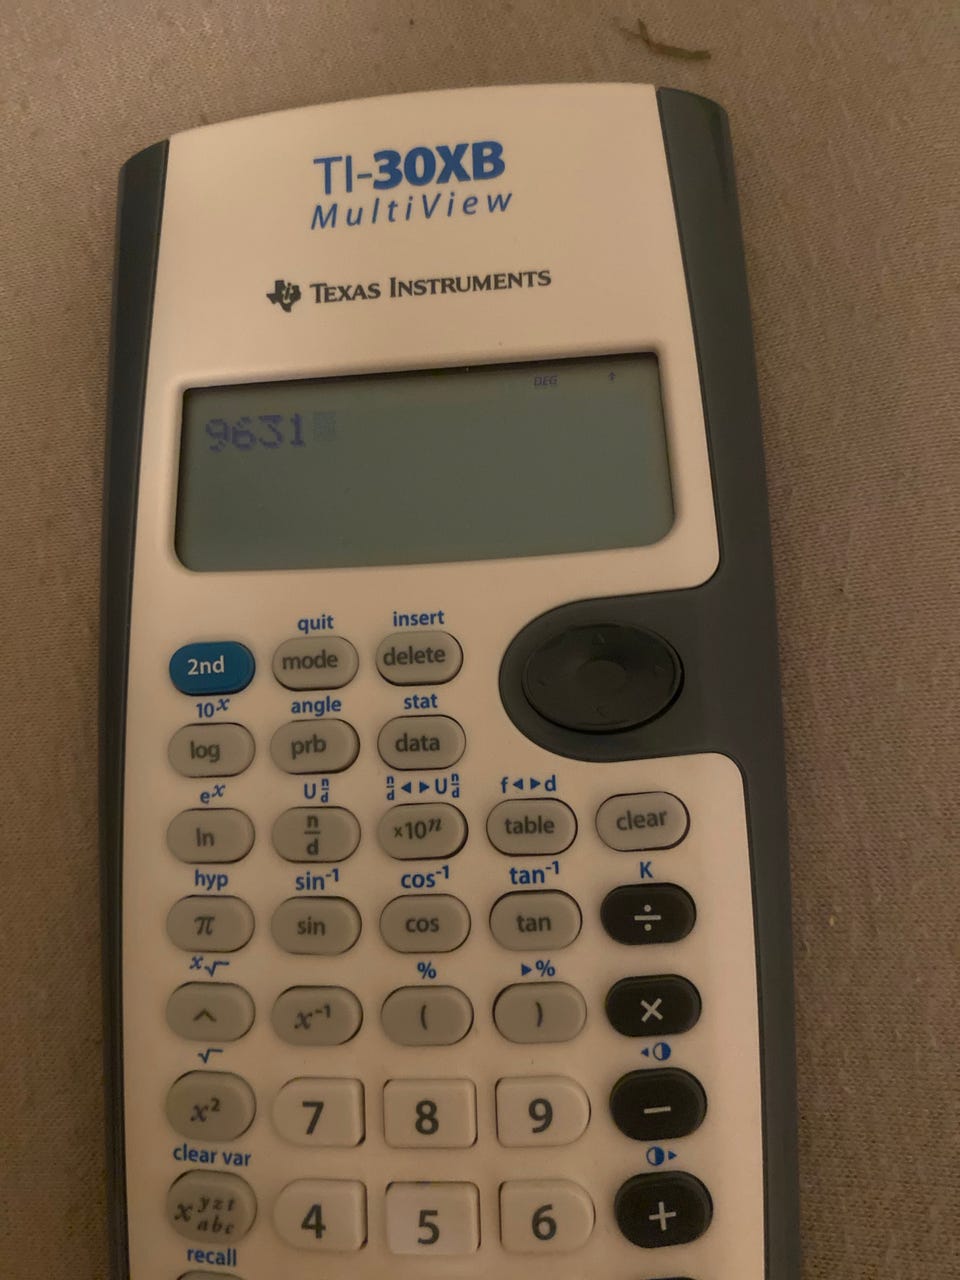 TI-30XB
MultiView
TEXAS INSTRUMENTS
DEG ↑
9631
quit insert
2nd mode delete
10ˣ angle stat
log prb data
eˣ U n/d n/d ◄► U n/d f◄►d
ln n/d ×10ⁿ table clear
hyp sin⁻¹ cos⁻¹ tan⁻¹ K
π sin cos tan ÷
ˣ√ % ►%
^ x⁻¹ ( ) ×
√ ◄◑
x² 7 8 9 −
clear var ◑►
x yzt abc 4 5 6 +
recall